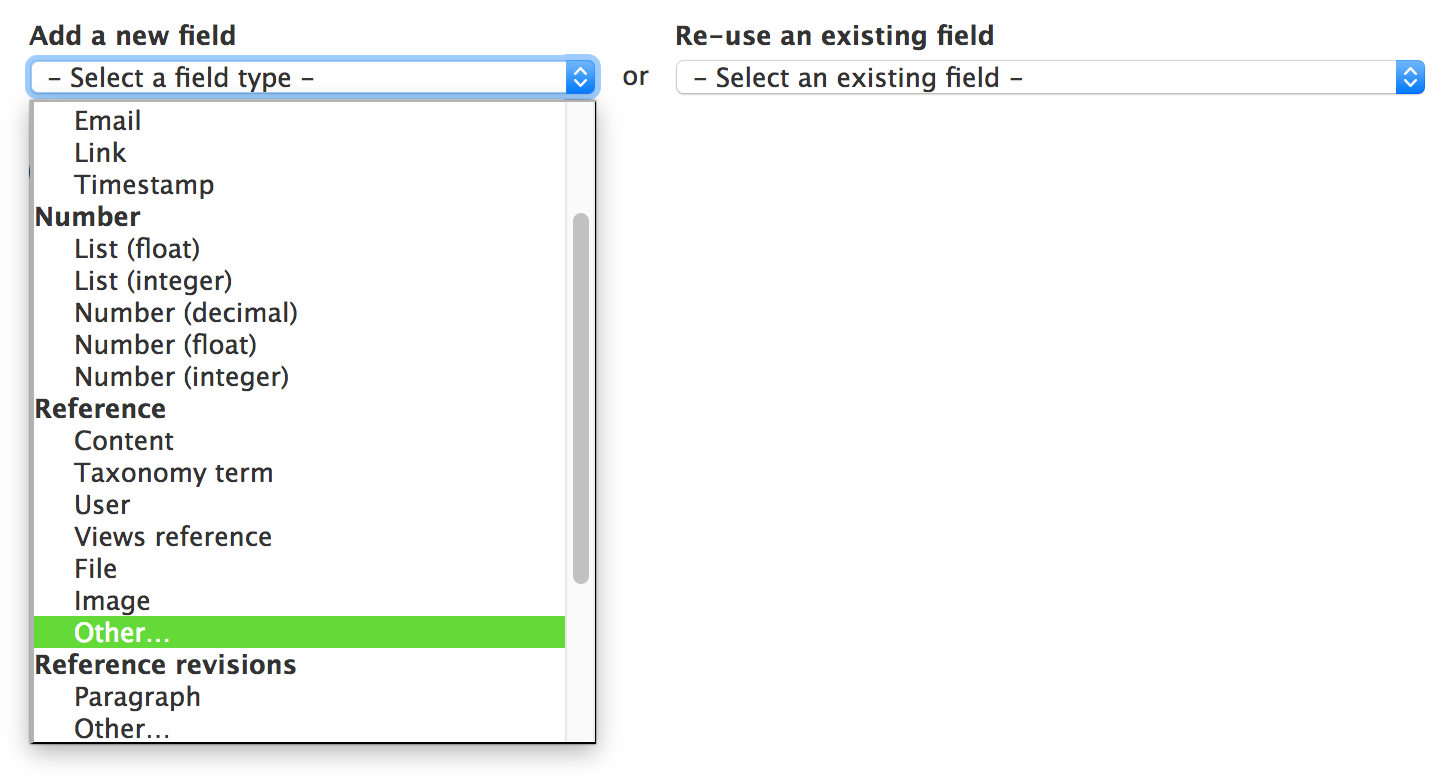 Add a new field
- Select a field type -
or
Re-use an existing field
- Select an existing field -
Email
Link
Timestamp
Number
List (float)
List (integer)
Number (decimal)
Number (float)
Number (integer)
Reference
Content
Taxonomy term
User
Views reference
File
Image
Other…
Reference revisions
Paragraph
Other…